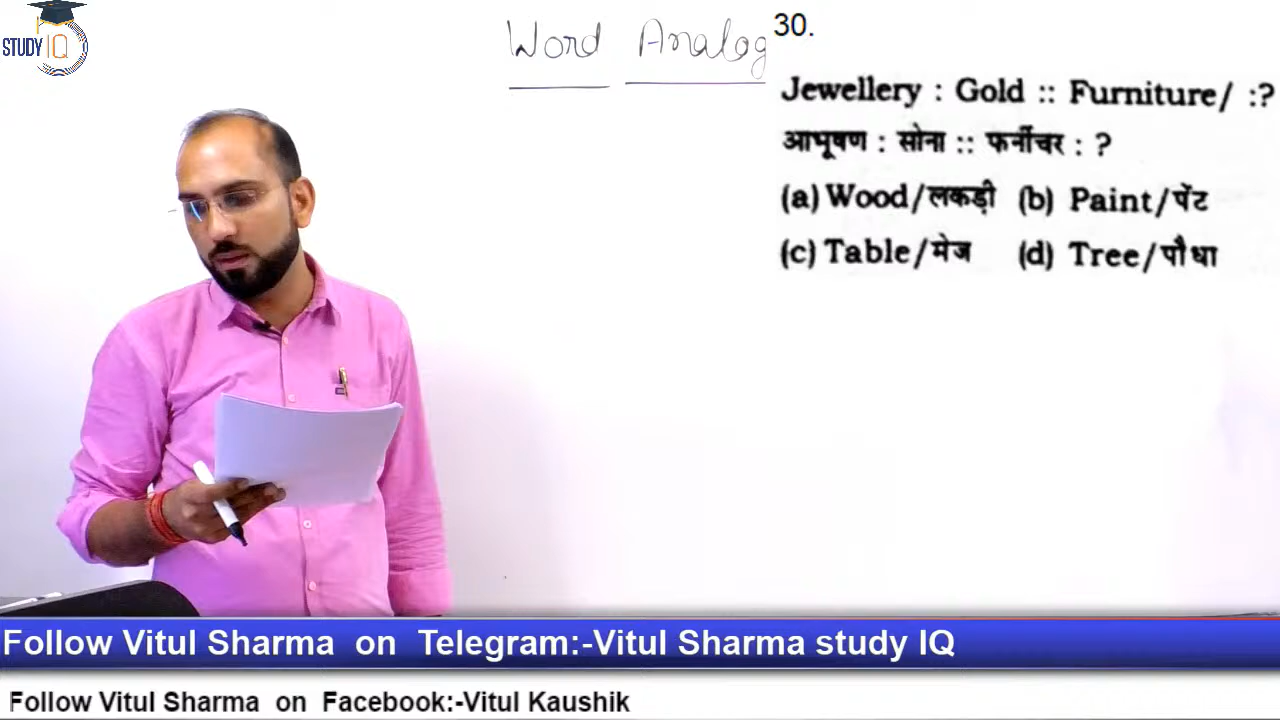 STUDY IQ
Word Analog
30.
Jewellery : Gold :: Furniture/ :?
आभूषण : सोना :: फर्नीचर : ?
(a) Wood/लकड़ी (b) Paint/पेंट
(c) Table/मेज (d) Tree/पौधा
Follow Vitul Sharma on Telegram:-Vitul Sharma study IQ
Follow Vitul Sharma on Facebook:-Vitul Kaushik